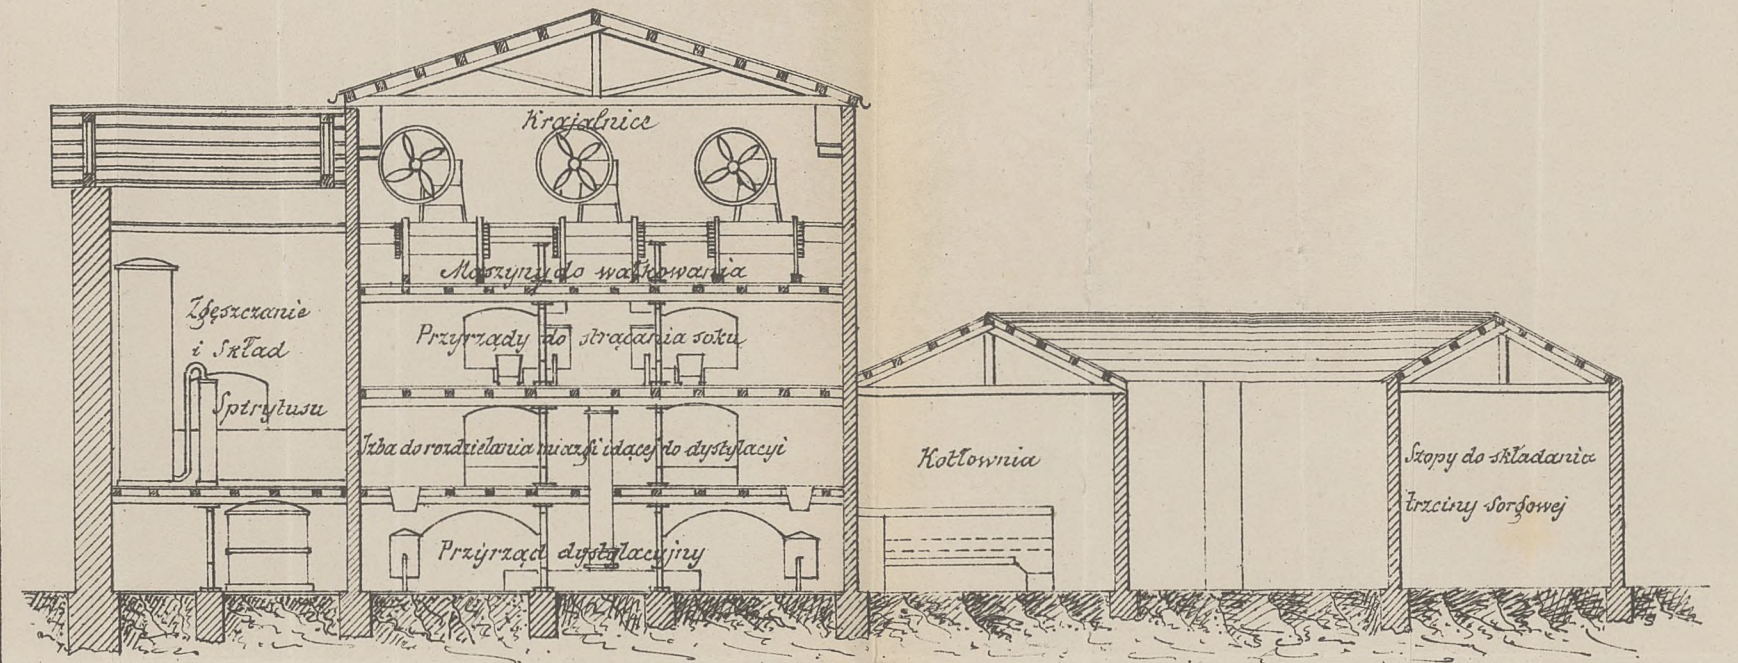 Krajalnice
Maszyny do wałkowania
Zgęszczanie
i skład
Spirytusu
Przyrządy do strącania soku
Izba do rozdzielania miazgi idącej do dystylacyi
Przyrząd dystylacyjny
Kotłownia
Szopy do składania
trzciny sorgowej